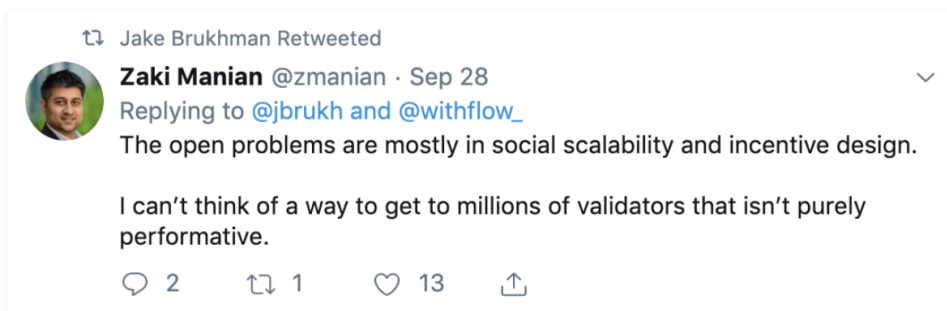 Jake Brukhman Retweeted
Zaki Manian @zmanian · Sep 28
Replying to @jbrukh and @withflow_
The open problems are mostly in social scalability and incentive design.
I can't think of a way to get to millions of validators that isn't purely
performative.
2 1 13